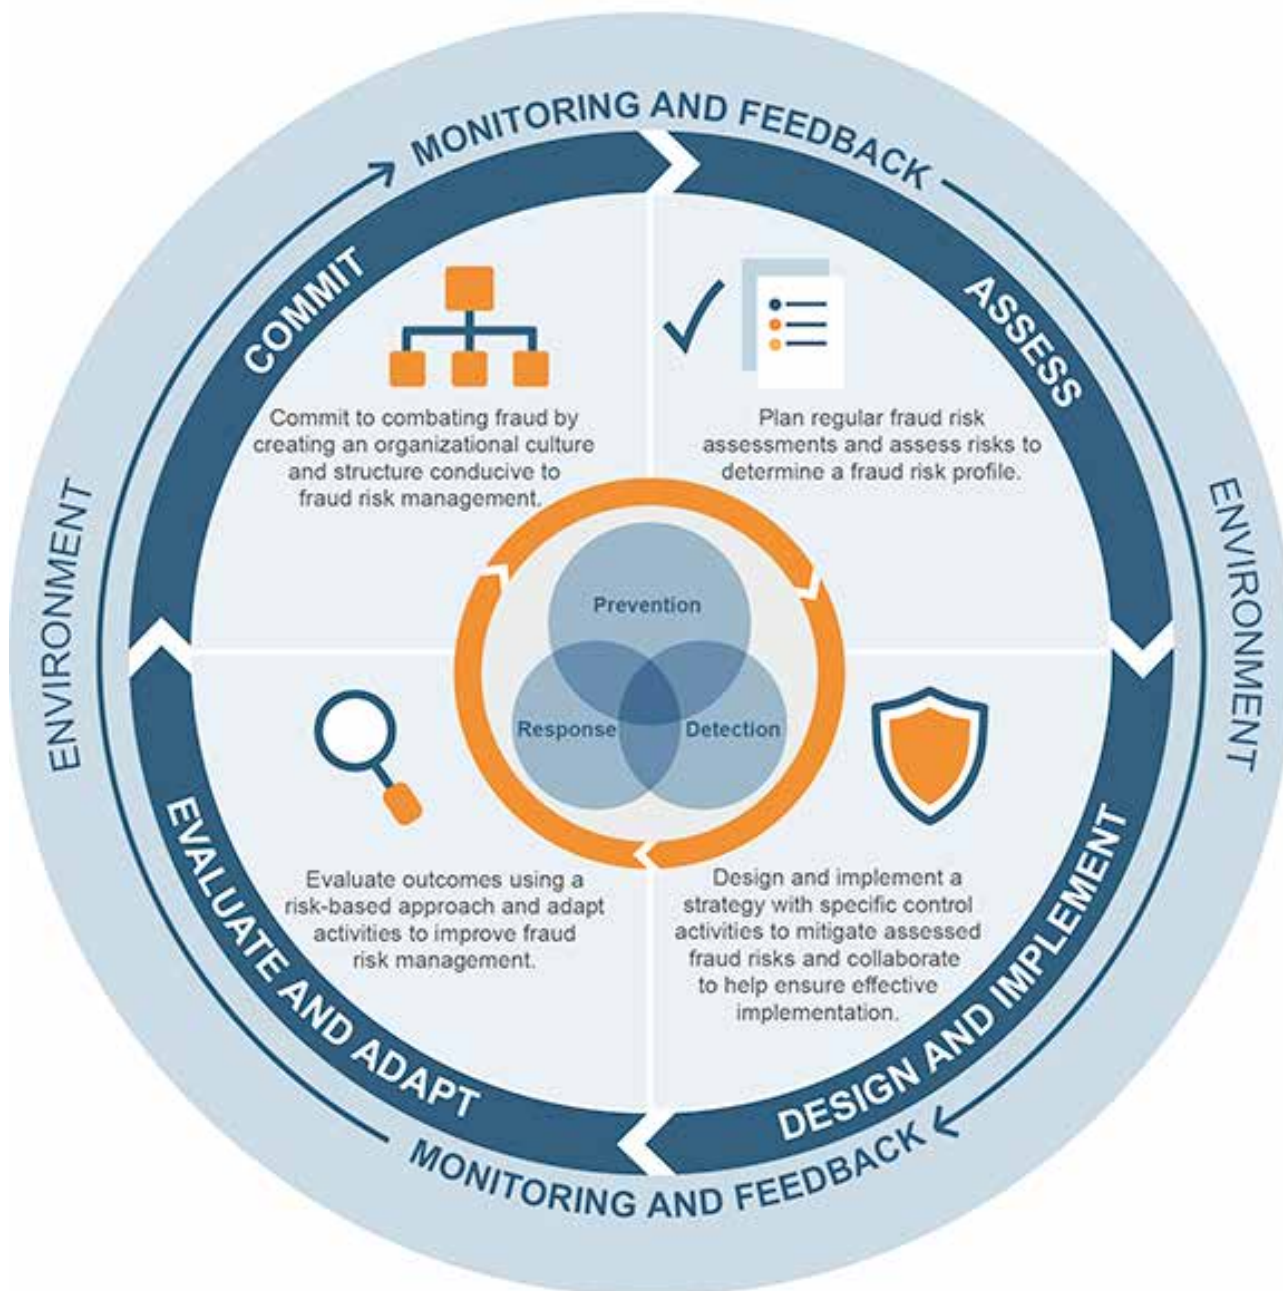 MONITORING AND FEEDBACK
COMMIT
ASSESS
Commit to combating fraud by
creating an organizational culture
and structure conducive to
fraud risk management.
Plan regular fraud risk
assessments and assess risks to
determine a fraud risk profile.
ENVIRONMENT
ENVIRONMENT
Prevention
Response
Detection
Evaluate outcomes using a
risk-based approach and adapt
activities to improve fraud
risk management.
Design and implement a
strategy with specific control
activities to mitigate assessed
fraud risks and collaborate
to help ensure effective
implementation.
EVALUATE AND ADAPT
DESIGN AND IMPLEMENT
MONITORING AND FEEDBACK